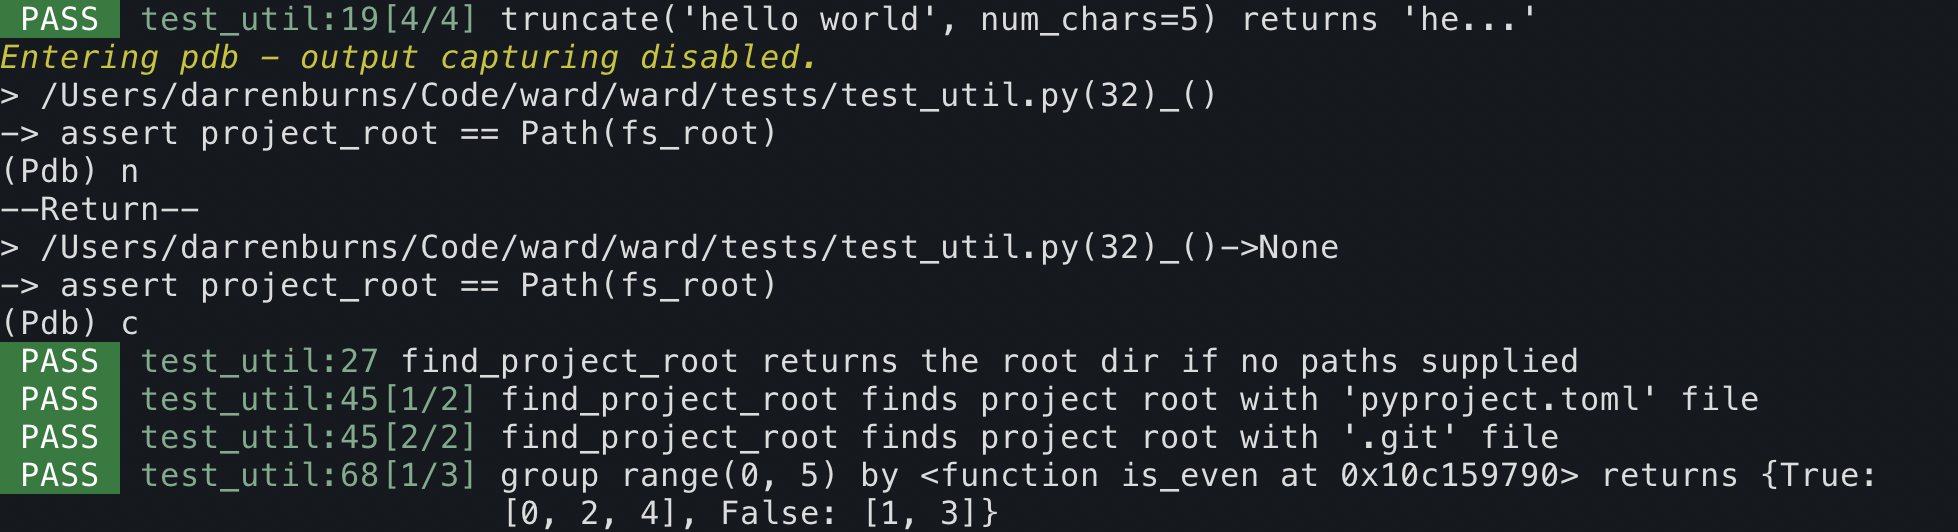 PASS test_util:19[4/4] truncate('hello world', num_chars=5) returns 'he...'
Entering pdb - output capturing disabled.
> /Users/darrenburns/Code/ward/ward/tests/test_util.py(32)_()
-> assert project_root == Path(fs_root)
(Pdb) n
--Return--
> /Users/darrenburns/Code/ward/ward/tests/test_util.py(32)_()->None
-> assert project_root == Path(fs_root)
(Pdb) c
PASS test_util:27 find_project_root returns the root dir if no paths supplied
PASS test_util:45[1/2] find_project_root finds project root with 'pyproject.toml' file
PASS test_util:45[2/2] find_project_root finds project root with '.git' file
PASS test_util:68[1/3] group range(0, 5) by <function is_even at 0x10c159790> returns {True:
[0, 2, 4], False: [1, 3]}